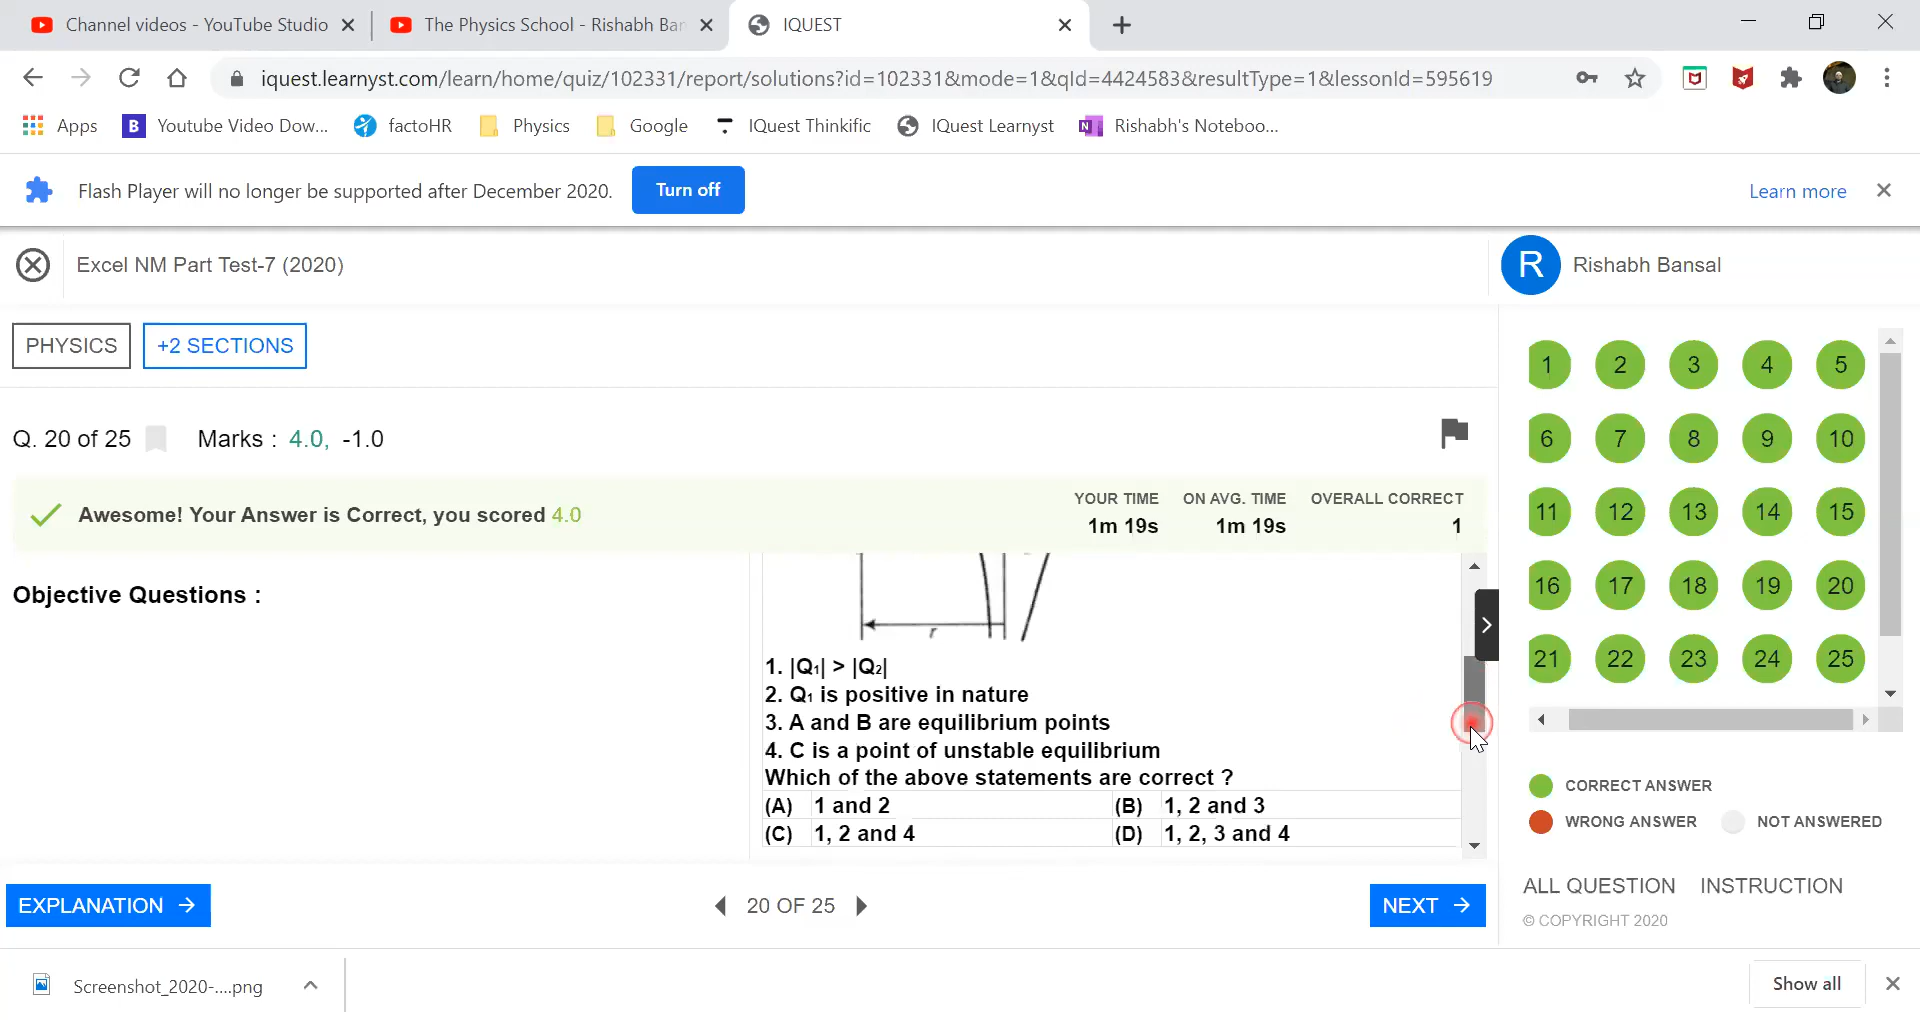 Channel videos - YouTube Studio
The Physics School - Rishabh Ban
IQUEST
iquest.learnyst.com/learn/home/quiz/102331/report/solutions?id=102331&mode=1&qId=4424583&resultType=1&lessonId=595619
Apps
B Youtube Video Dow...
factoHR
Physics
Google
IQuest Thinkific
IQuest Learnyst
N Rishabh's Noteboo...
Flash Player will no longer be supported after December 2020.
Turn off
Learn more
Excel NM Part Test-7 (2020)
R Rishabh Bansal
PHYSICS
+2 SECTIONS
Q. 20 of 25
Marks : 4.0, -1.0
Awesome! Your Answer is Correct, you scored 4.0
YOUR TIME ON AVG. TIME OVERALL CORRECT
1m 19s 1m 19s 1
Objective Questions :
r
1. |Q₁| > |Q₂|
2. Q₁ is positive in nature
3. A and B are equilibrium points
4. C is a point of unstable equilibrium
Which of the above statements are correct ?
(A) 1 and 2 (B) 1, 2 and 3
(C) 1, 2 and 4 (D) 1, 2, 3 and 4
EXPLANATION
20 OF 25
NEXT
1 2 3 4 5
6 7 8 9 10
11 12 13 14 15
16 17 18 19 20
21 22 23 24 25
CORRECT ANSWER
WRONG ANSWER NOT ANSWERED
ALL QUESTION INSTRUCTION
© COPYRIGHT 2020
Screenshot_2020-....png
Show all